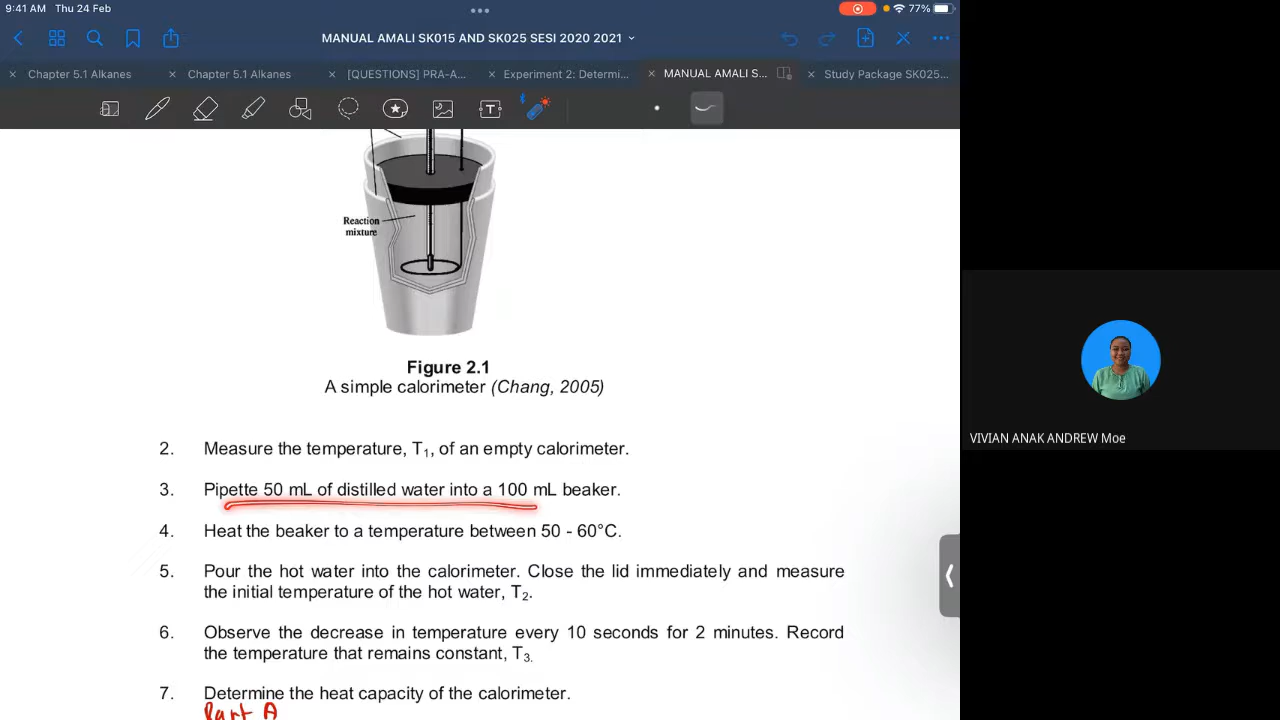 9:41 AM Thu 24 Feb
77%
MANUAL AMALI SK015 AND SK025 SESI 2020 2021
Chapter 5.1 Alkanes
Chapter 5.1 Alkanes
[QUESTIONS] PRA-A...
Experiment 2: Determi...
MANUAL AMALI S...
Study Package SK025...
T
Reaction
mixture
Figure 2.1
A simple calorimeter (Chang, 2005)
2. Measure the temperature, T1, of an empty calorimeter.
3. Pipette 50 mL of distilled water into a 100 mL beaker.
4. Heat the beaker to a temperature between 50 - 60°C.
5. Pour the hot water into the calorimeter. Close the lid immediately and measure
the initial temperature of the hot water, T2.
6. Observe the decrease in temperature every 10 seconds for 2 minutes. Record
the temperature that remains constant, T3.
7. Determine the heat capacity of the calorimeter.
Part A
VIVIAN ANAK ANDREW Moe